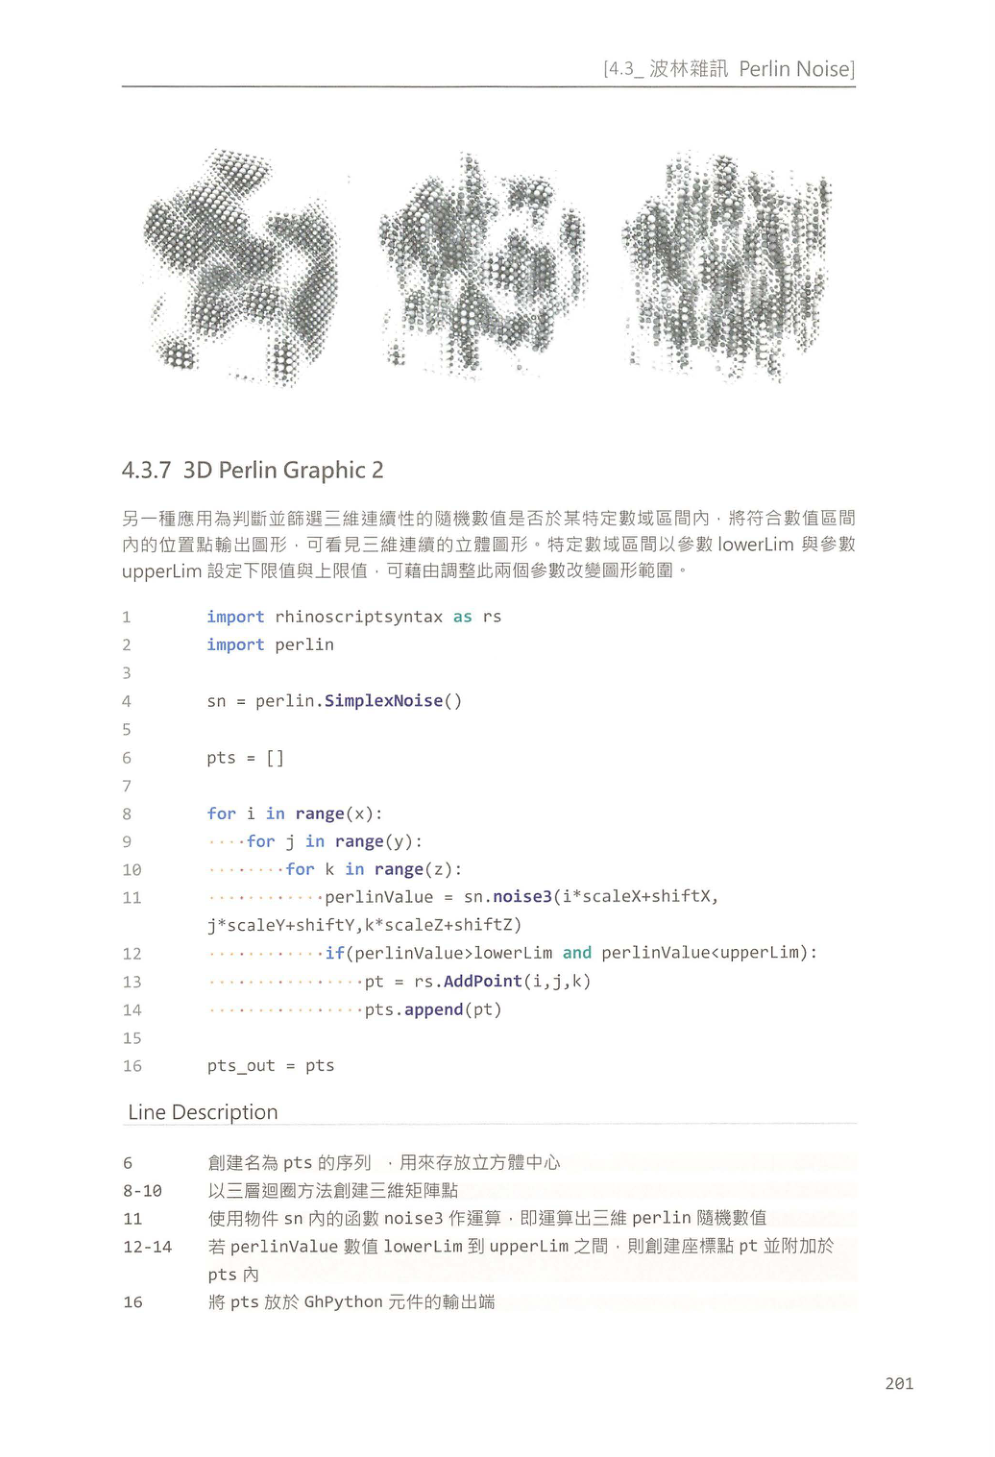 [4.3_ 波林雜訊 Perlin Noise]
4.3.7 3D Perlin Graphic 2
另一種應用為判斷並篩選三維連續性的隨機數值是否於某特定數域區間內，將符合數值區間
內的位置點輸出圖形，可看見三維連續的立體圖形。特定數域區間以參數 lowerLim 與參數
upperLim 設定下限值與上限值，可藉由調整此兩個參數改變圖形範圍。
1 import rhinoscriptsyntax as rs
2 import perlin
3
4 sn = perlin.SimplexNoise()
5
6 pts = []
7
8 for i in range(x):
9 ····for j in range(y):
10 ········for k in range(z):
11 ············perlinValue = sn.noise3(i*scaleX+shiftX,
j*scaleY+shiftY,k*scaleZ+shiftZ)
12 ············if(perlinValue>lowerLim and perlinValue<upperLim):
13 ················pt = rs.AddPoint(i,j,k)
14 ················pts.append(pt)
15
16 pts_out = pts
Line Description
6 創建名為 pts 的序列 ，用來存放立方體中心
8-10 以三層迴圈方法創建三維矩陣點
11 使用物件 sn 內的函數 noise3 作運算，即運算出三維 perlin 隨機數值
12-14 若 perlinValue 數值 lowerLim 到 upperLim 之間，則創建座標點 pt 並附加於
pts 內
16 將 pts 放於 GhPython 元件的輸出端
201